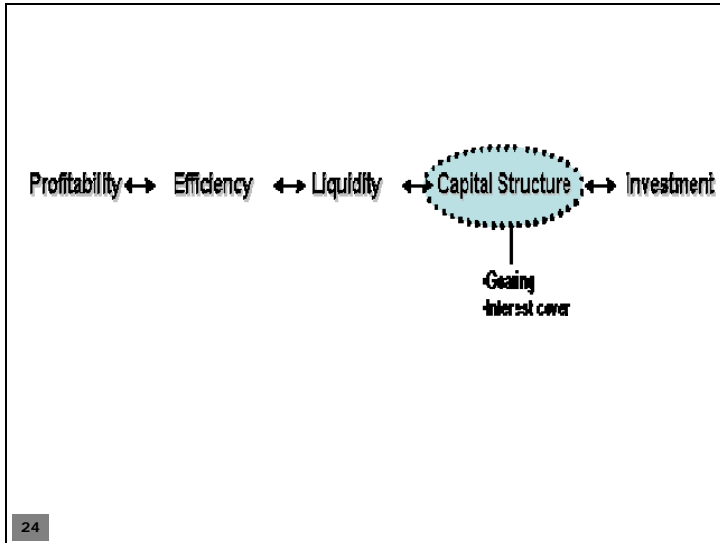 Profitability ↔ Efficiency ↔ Liquidity ↔ Capital Structure ↔ Investment
•Gearing
•Interest cover
24